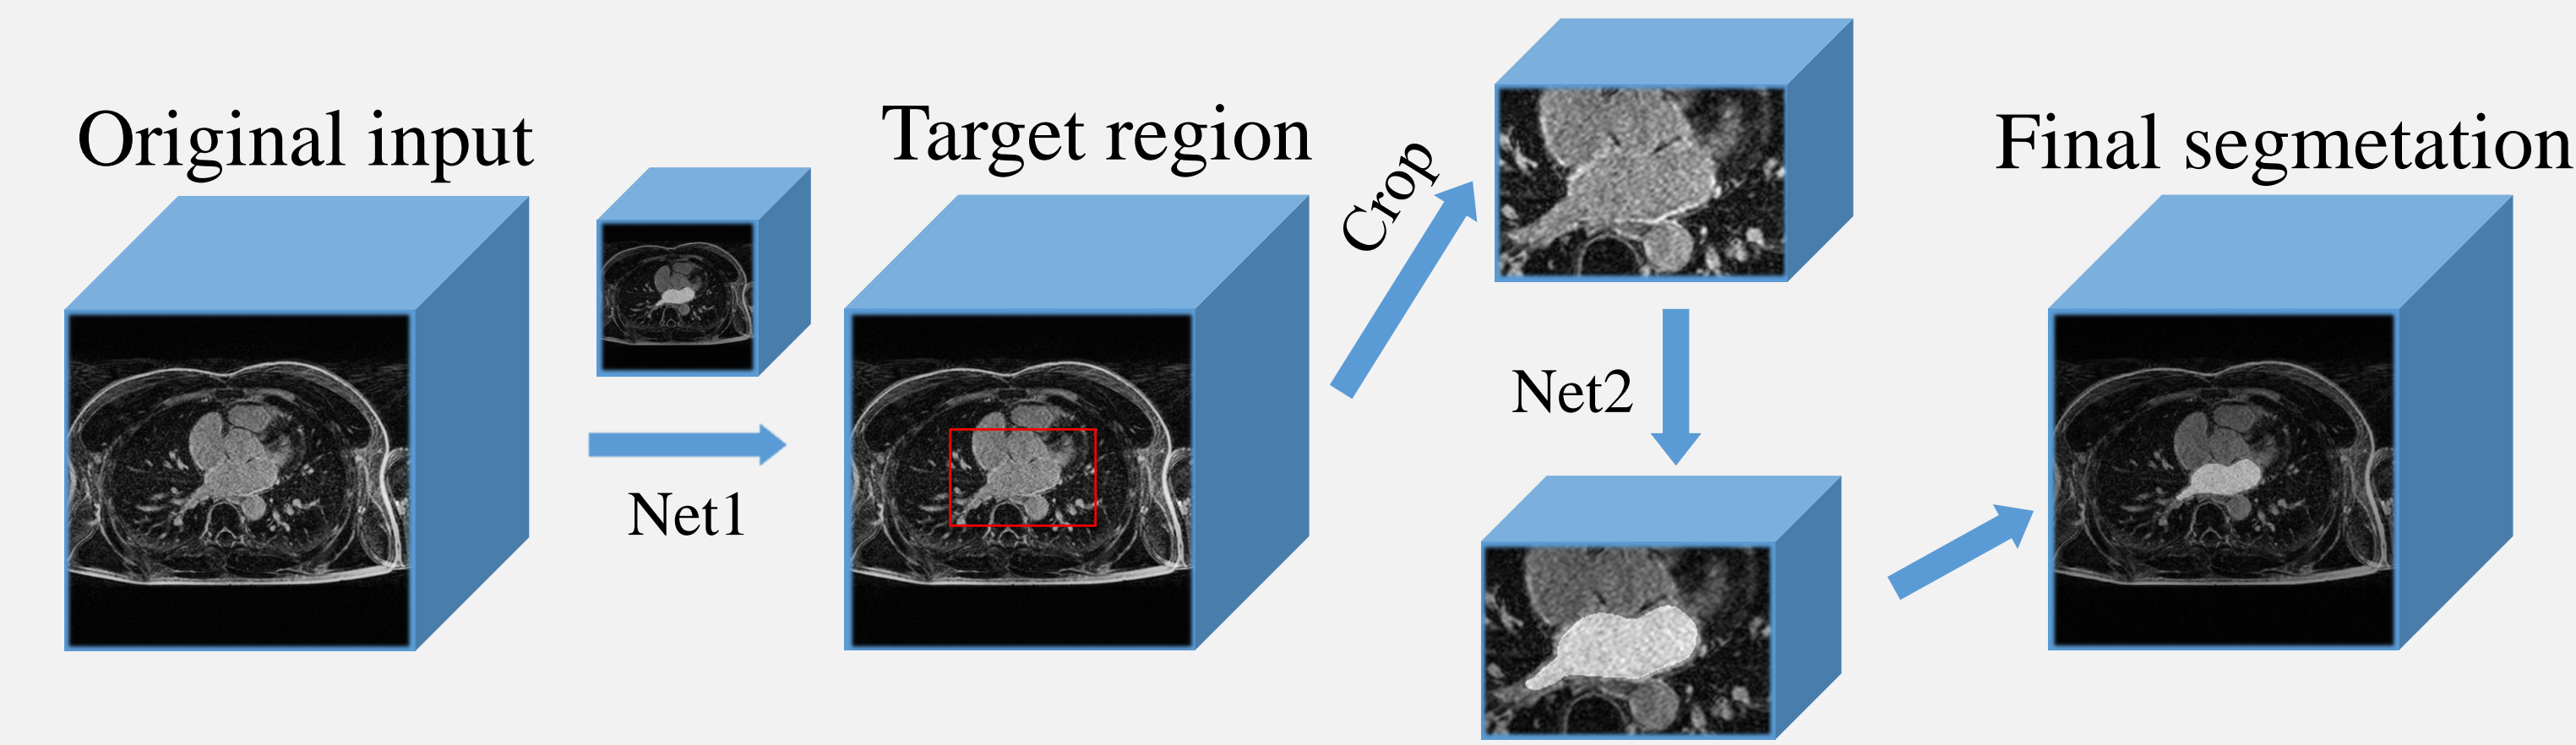 Original input
Net1
Target region
Crop
Net2
Final segmetation